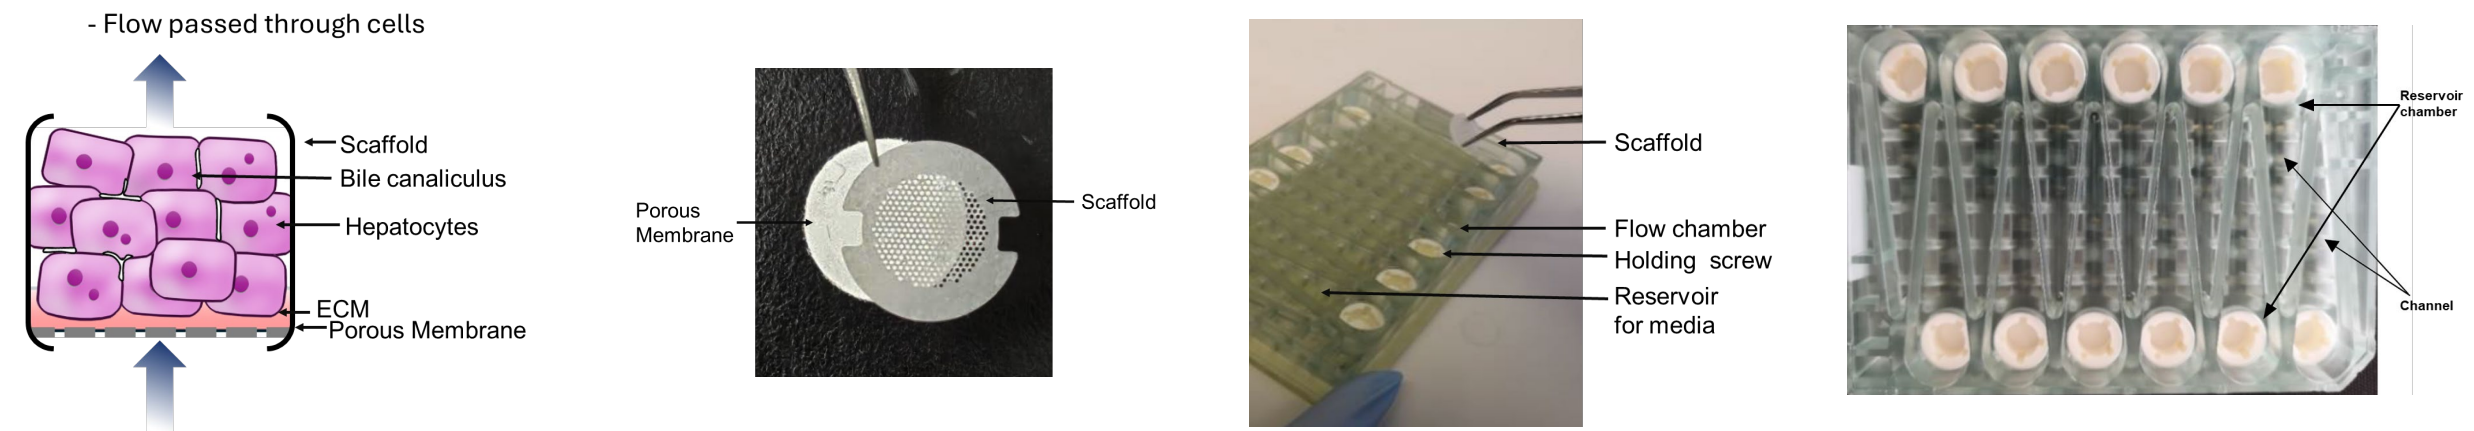 - Flow passed through cells
Scaffold
Bile canaliculus
Hepatocytes
ECM
Porous Membrane
Porous
Membrane
Scaffold
Scaffold
Flow chamber
Holding screw
Reservoir
for media
Reservoir
chamber
Channel